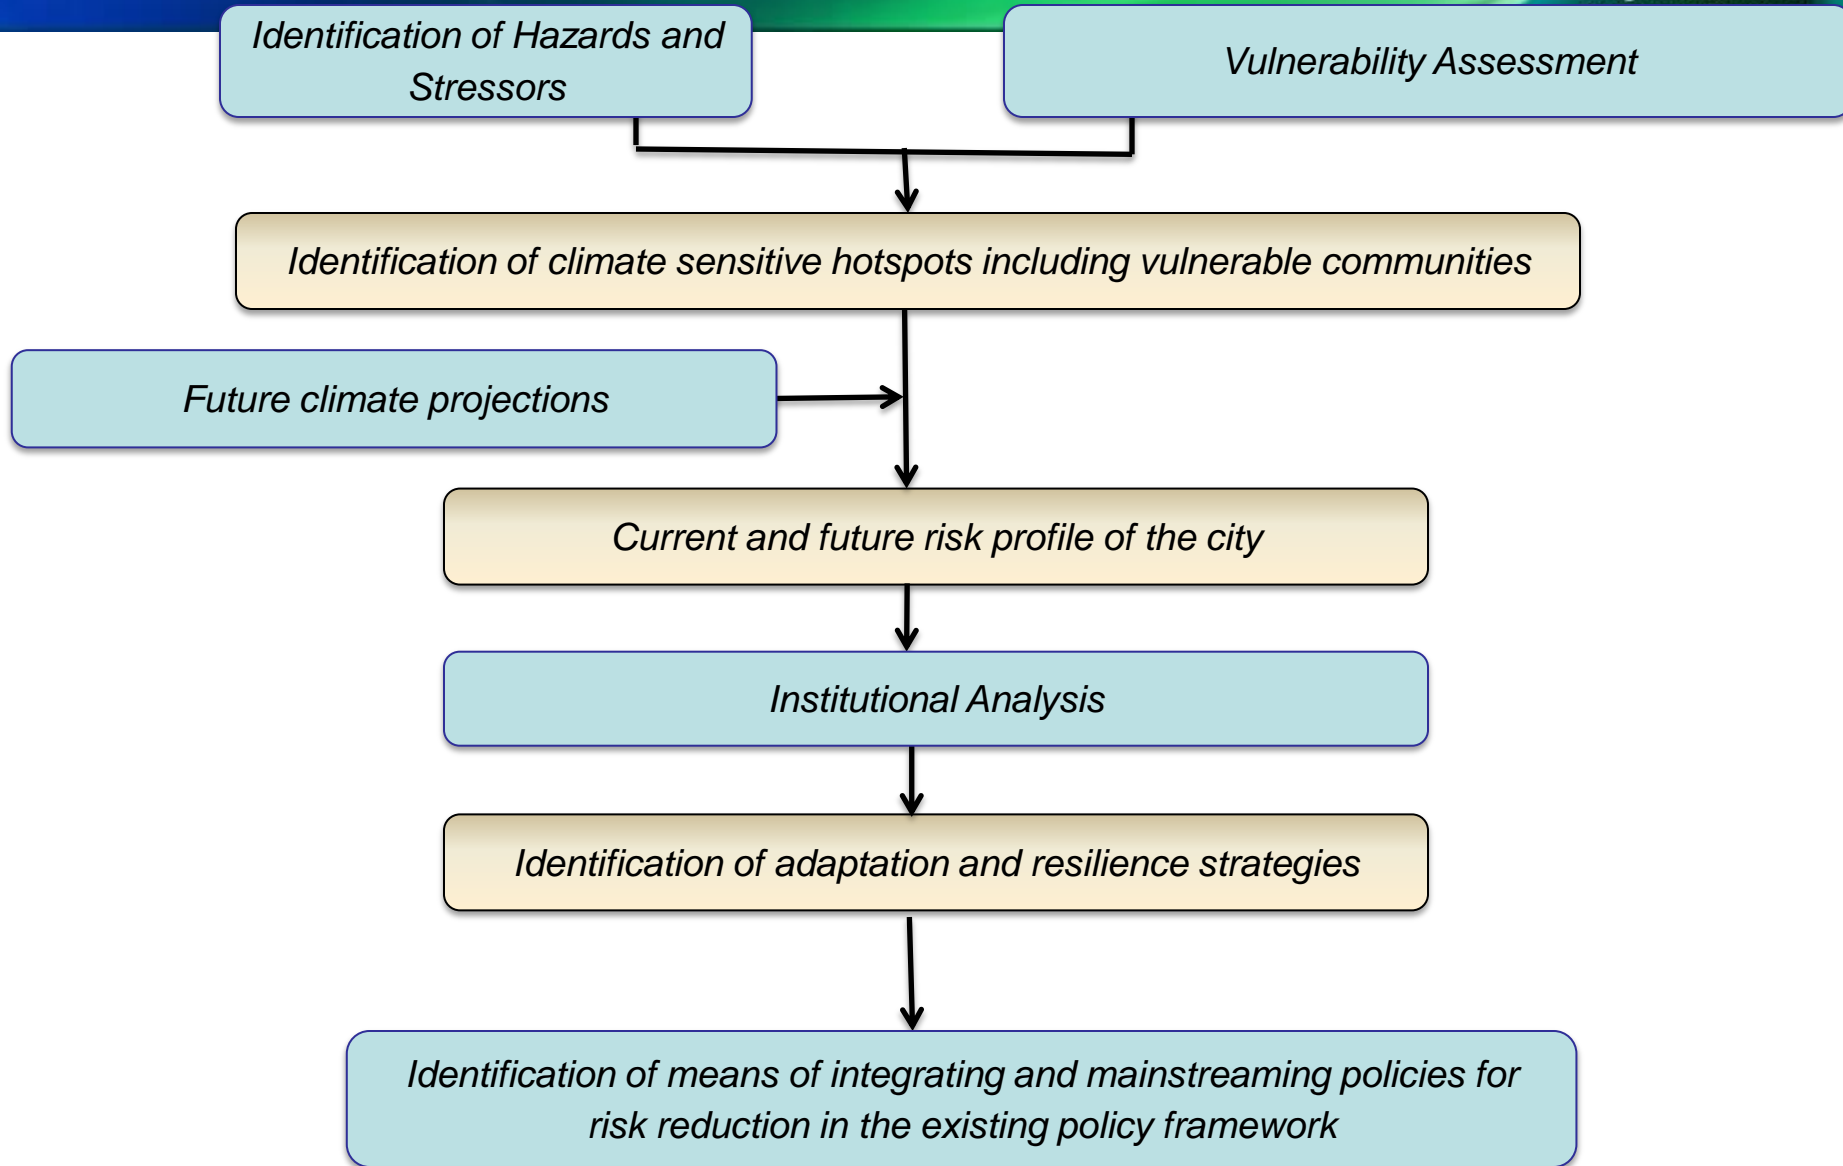 Identification of Hazards and
Stressors
Vulnerability Assessment
Identification of climate sensitive hotspots including vulnerable communities
Future climate projections
Current and future risk profile of the city
Institutional Analysis
Identification of adaptation and resilience strategies
Identification of means of integrating and mainstreaming policies for
risk reduction in the existing policy framework